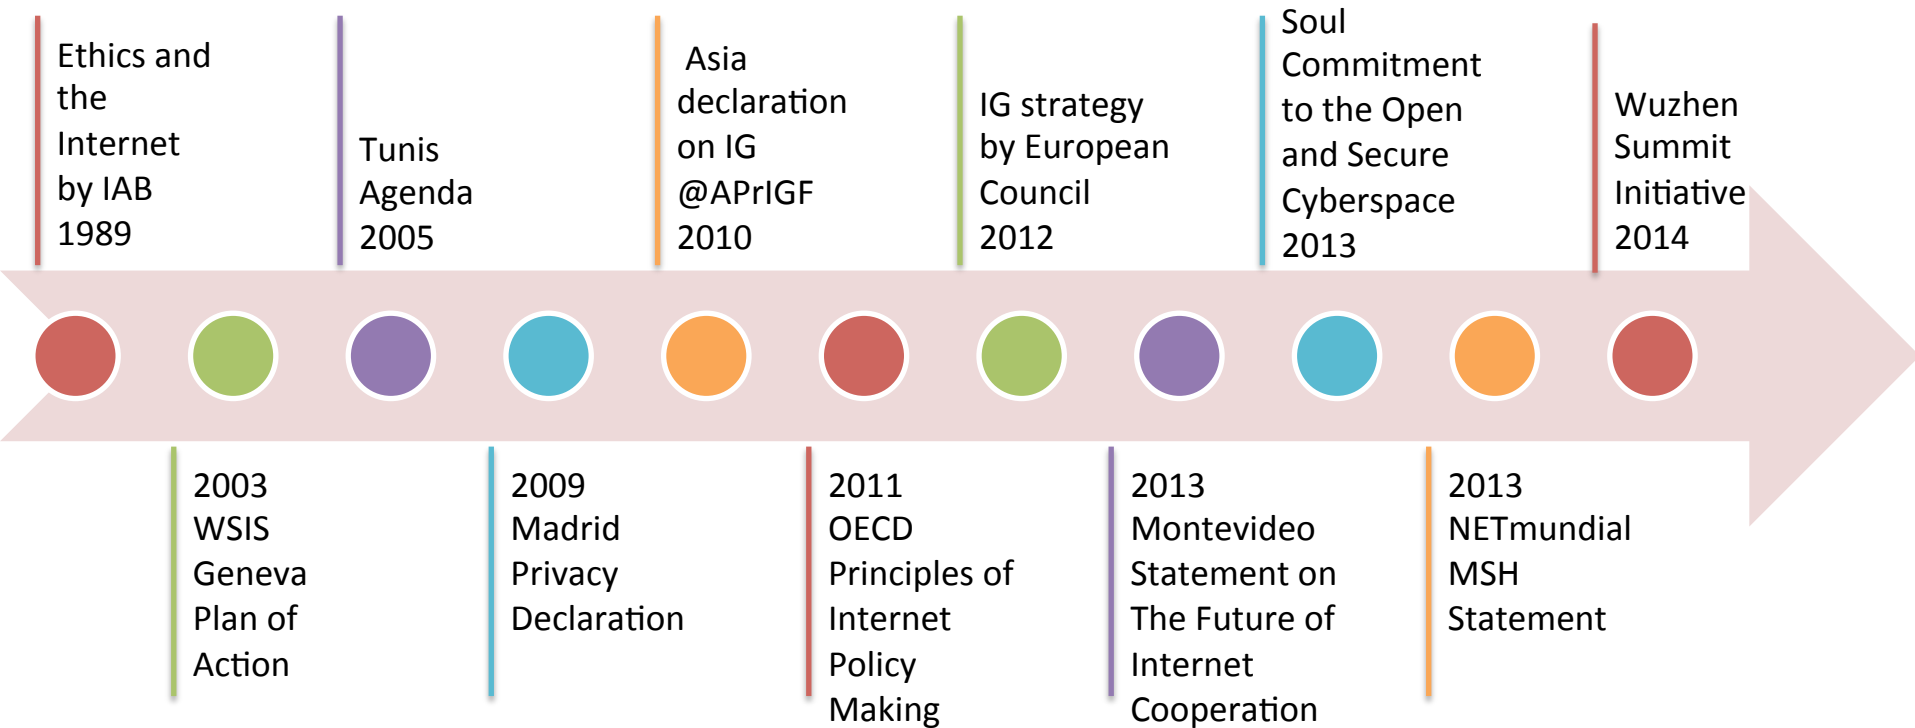 Ethics and
the
Internet
by IAB
1989
Tunis
Agenda
2005
Asia
declaration
on IG
@APrIGF
2010
IG strategy
by European
Council
2012
Soul
Commitment
to the Open
and Secure
Cyberspace
2013
Wuzhen
Summit
Initiative
2014
2003
WSIS
Geneva
Plan of
Action
2009
Madrid
Privacy
Declaration
2011
OECD
Principles of
Internet
Policy
Making
2013
Montevideo
Statement on
The Future of
Internet
Cooperation
2013
NETmundial
MSH
Statement